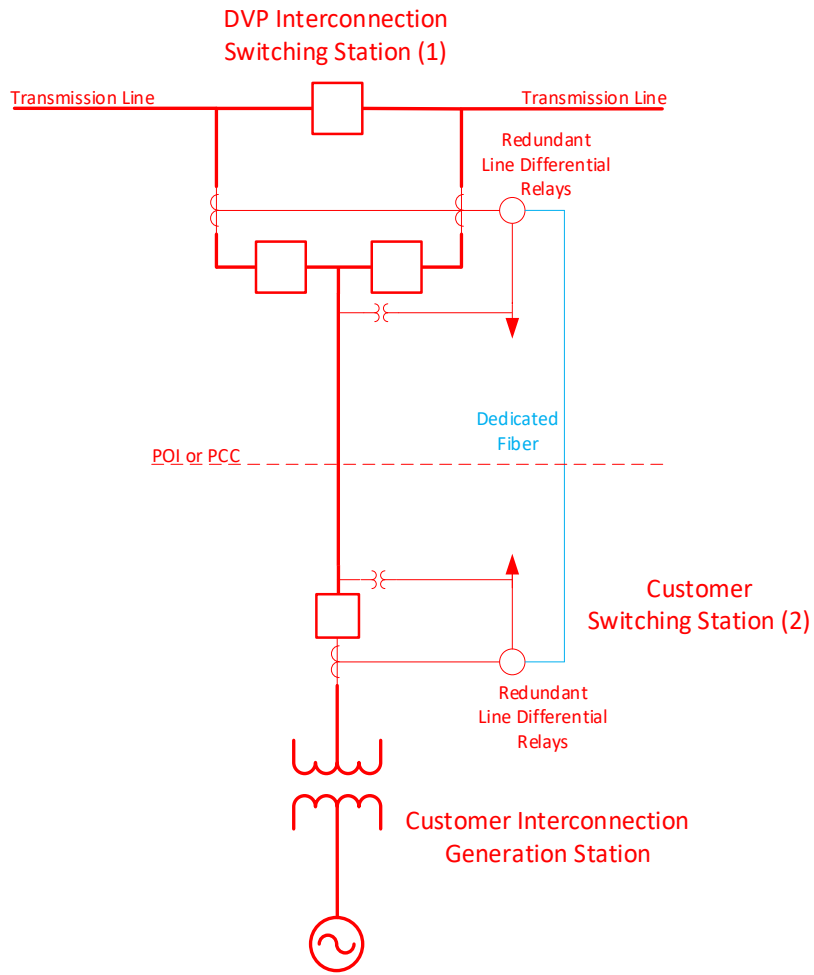 DVP Interconnection
Switching Station (1)
Transmission Line
Transmission Line
Redundant
Line Differential
Relays
Dedicated
Fiber
POI or PCC
Customer
Switching Station (2)
Redundant
Line Differential
Relays
Customer Interconnection
Generation Station